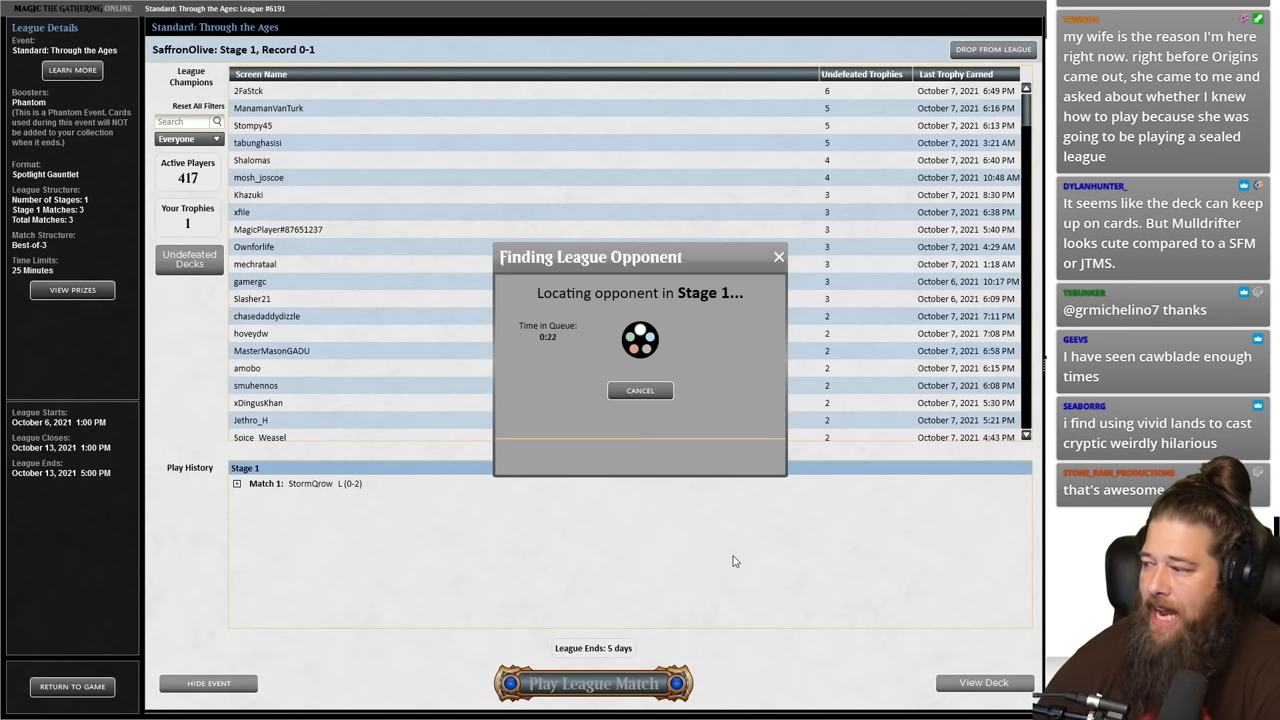 MAGIC THE GATHERING ONLINE
Standard: Through the Ages: League #6191
League Details
Event:
Standard: Through the Ages
LEARN MORE
Boosters:
Phantom
(This is a Phantom Event. Cards
used during this event will NOT
be added to your collection
when it ends.)
Format:
Spotlight Gauntlet
League Structure:
Number of Stages: 1
Stage 1 Matches: 3
Total Matches: 3
Match Structure:
Best-of-3
Time Limits:
25 Minutes
VIEW PRIZES
League Starts:
October 6, 2021 1:00 PM
League Closes:
October 13, 2021 1:00 PM
League Ends:
October 13, 2021 5:00 PM
RETURN TO GAME
Standard: Through the Ages
SaffronOlive: Stage 1, Record 0-1
DROP FROM LEAGUE
League
Champions
Reset All Filters
Search
Everyone
Active Players
417
Your Trophies
1
Undefeated
Decks
Screen Name Undefeated Trophies Last Trophy Earned
2FaStck 6 October 7, 2021 6:49 PM
ManamanVanTurk 5 October 7, 2021 6:16 PM
Stompy45 5 October 7, 2021 6:13 PM
tabunghasisi 5 October 7, 2021 3:21 AM
Shalomas 4 October 7, 2021 6:40 PM
mosh_joscoe 4 October 7, 2021 10:48 AM
Khazuki 3 October 7, 2021 8:30 PM
xfile 3 October 7, 2021 6:38 PM
MagicPlayer#87651237 3 October 7, 2021 5:40 PM
Ownforlife 3 October 7, 2021 4:29 AM
mechrataal 3 October 7, 2021 1:18 AM
gamergc 3 October 6, 2021 10:17 PM
Slasher21 3 October 6, 2021 6:09 PM
chasedaddydizzle 2 October 7, 2021 7:11 PM
hoveydw 2 October 7, 2021 7:08 PM
MasterMasonGADU 2 October 7, 2021 6:58 PM
amobo 2 October 7, 2021 6:15 PM
smuhennos 2 October 7, 2021 6:08 PM
xDingusKhan 2 October 7, 2021 5:30 PM
Jethro_H 2 October 7, 2021 5:21 PM
Spice_Weasel 2 October 7, 2021 4:43 PM
Finding League Opponent
Locating opponent in Stage 1...
Time in Queue:
0:22
CANCEL
Play History
Stage 1
Match 1: StormQrow L (0-2)
League Ends: 5 days
HIDE EVENT
Play League Match
View Deck
my wife is the reason I'm here
right now. right before Origins
came out, she came to me and
asked about whether I knew
how to play because she was
going to be playing a sealed
league
DYLANHUNTER_
It seems like the deck can keep
up on cards. But Mulldrifter
looks cute compared to a SFM
or JTMS.
TEBUNKER
@grmichelino7 thanks
GEEVS
I have seen cawblade enough
times
SEABORRG
i find using vivid lands to cast
cryptic weirdly hilarious
STONE_RAIN_PRODUCTIONS
that's awesome